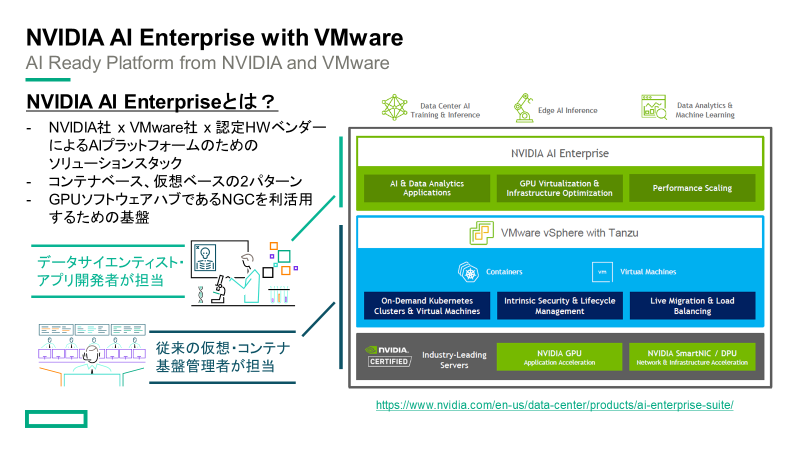 NVIDIA AI Enterprise with VMware
AI Ready Platform from NVIDIA and VMware
NVIDIA AI Enterpriseとは？
- NVIDIA社 x VMware社 x 認定HWベンダー
によるAIプラットフォームのための
ソリューションスタック
- コンテナベース、仮想ベースの2パターン
- GPUソフトウェアハブであるNGCを利活用
するための基盤
データサイエンティスト・
アプリ開発者が担当
従来の仮想・コンテナ
基盤管理者が担当
Data Center AI
Training & Inference
Edge AI Inference
Data Analytics &
Machine Learning
NVIDIA AI Enterprise
AI & Data Analytics
Applications
GPU Virtualization &
Infrastructure Optimization
Performance Scaling
VMware vSphere with Tanzu
Containers
vm
Virtual Machines
On-Demand Kubernetes
Clusters & Virtual Machines
Intrinsic Security & Lifecycle
Management
Live Migration & Load
Balancing
NVIDIA
CERTIFIED
Industry-Leading
Servers
NVIDIA GPU
Application Acceleration
NVIDIA SmartNIC / DPU
Network & Infrastructure Acceleration
https://www.nvidia.com/en-us/data-center/products/ai-enterprise-suite/